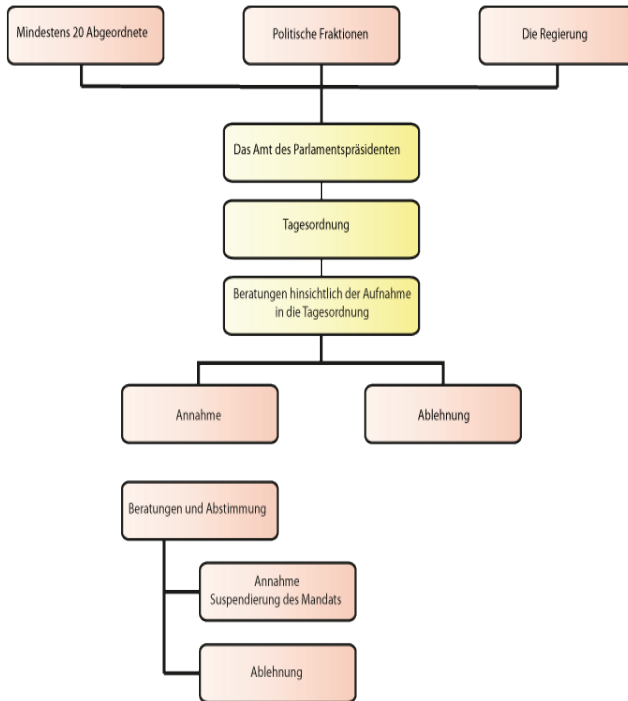 Mindestens 20 Abgeordnete
Politische Fraktionen
Die Regierung
Das Amt des Parlamentspräsidenten
Tagesordnung
Beratungen hinsichtlich der Aufnahme
in die Tagesordnung
Annahme
Ablehnung
Beratungen und Abstimmung
Annahme
Suspendierung des Mandats
Ablehnung